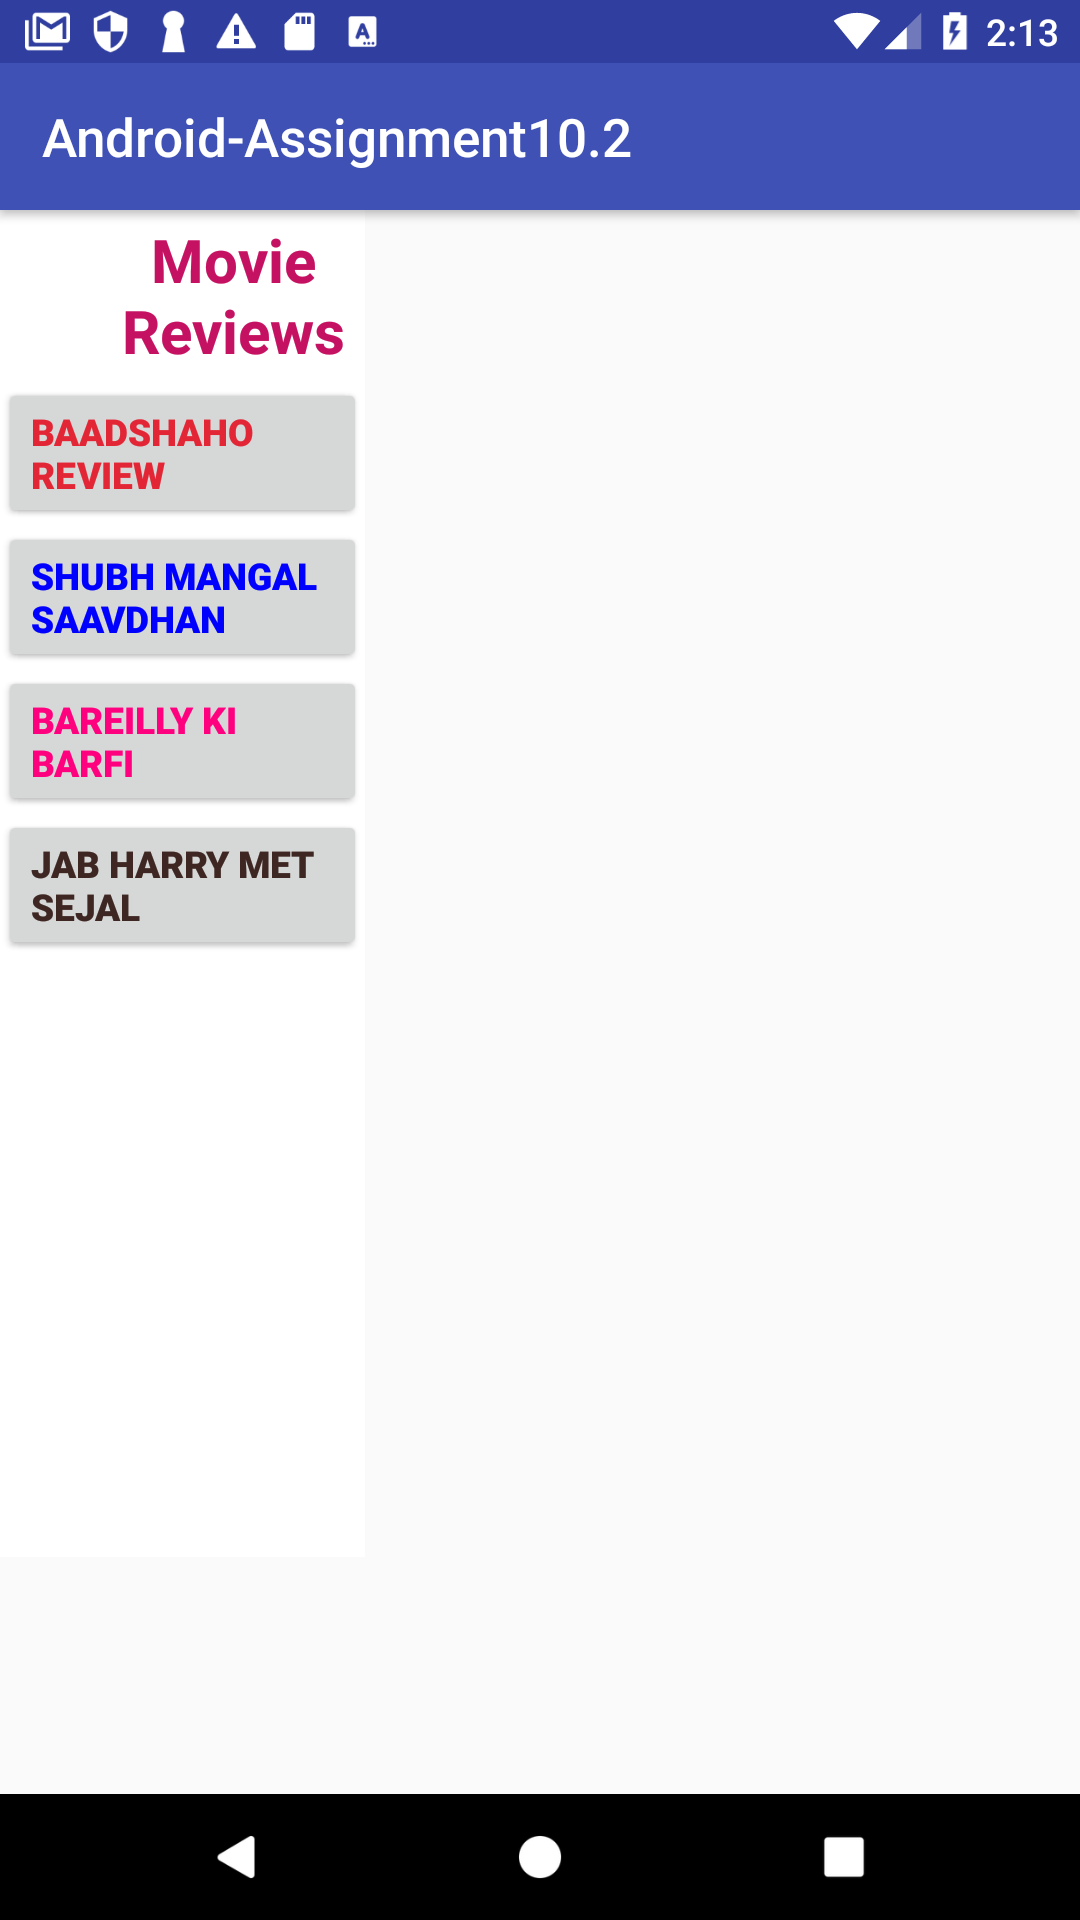 2:13
Android-Assignment10.2
Movie
Reviews
BAADSHAHO
REVIEW
SHUBH MANGAL
SAAVDHAN
BAREILLY KI
BARFI
JAB HARRY MET
SEJAL